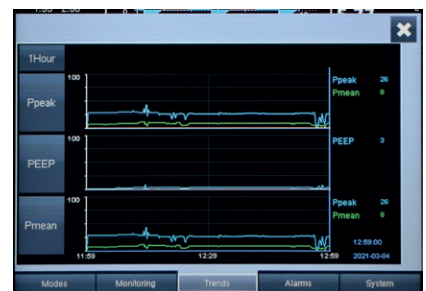 1Hour
100
Ppeak
Ppeak 26
Pmean 8
100
PEEP
PEEP 3
100
Pmean
Ppeak 26
Pmean 8
12:59:00
11:59 12:29 12:59 2021-03-04
Modes Monitoring Trends Alarms System